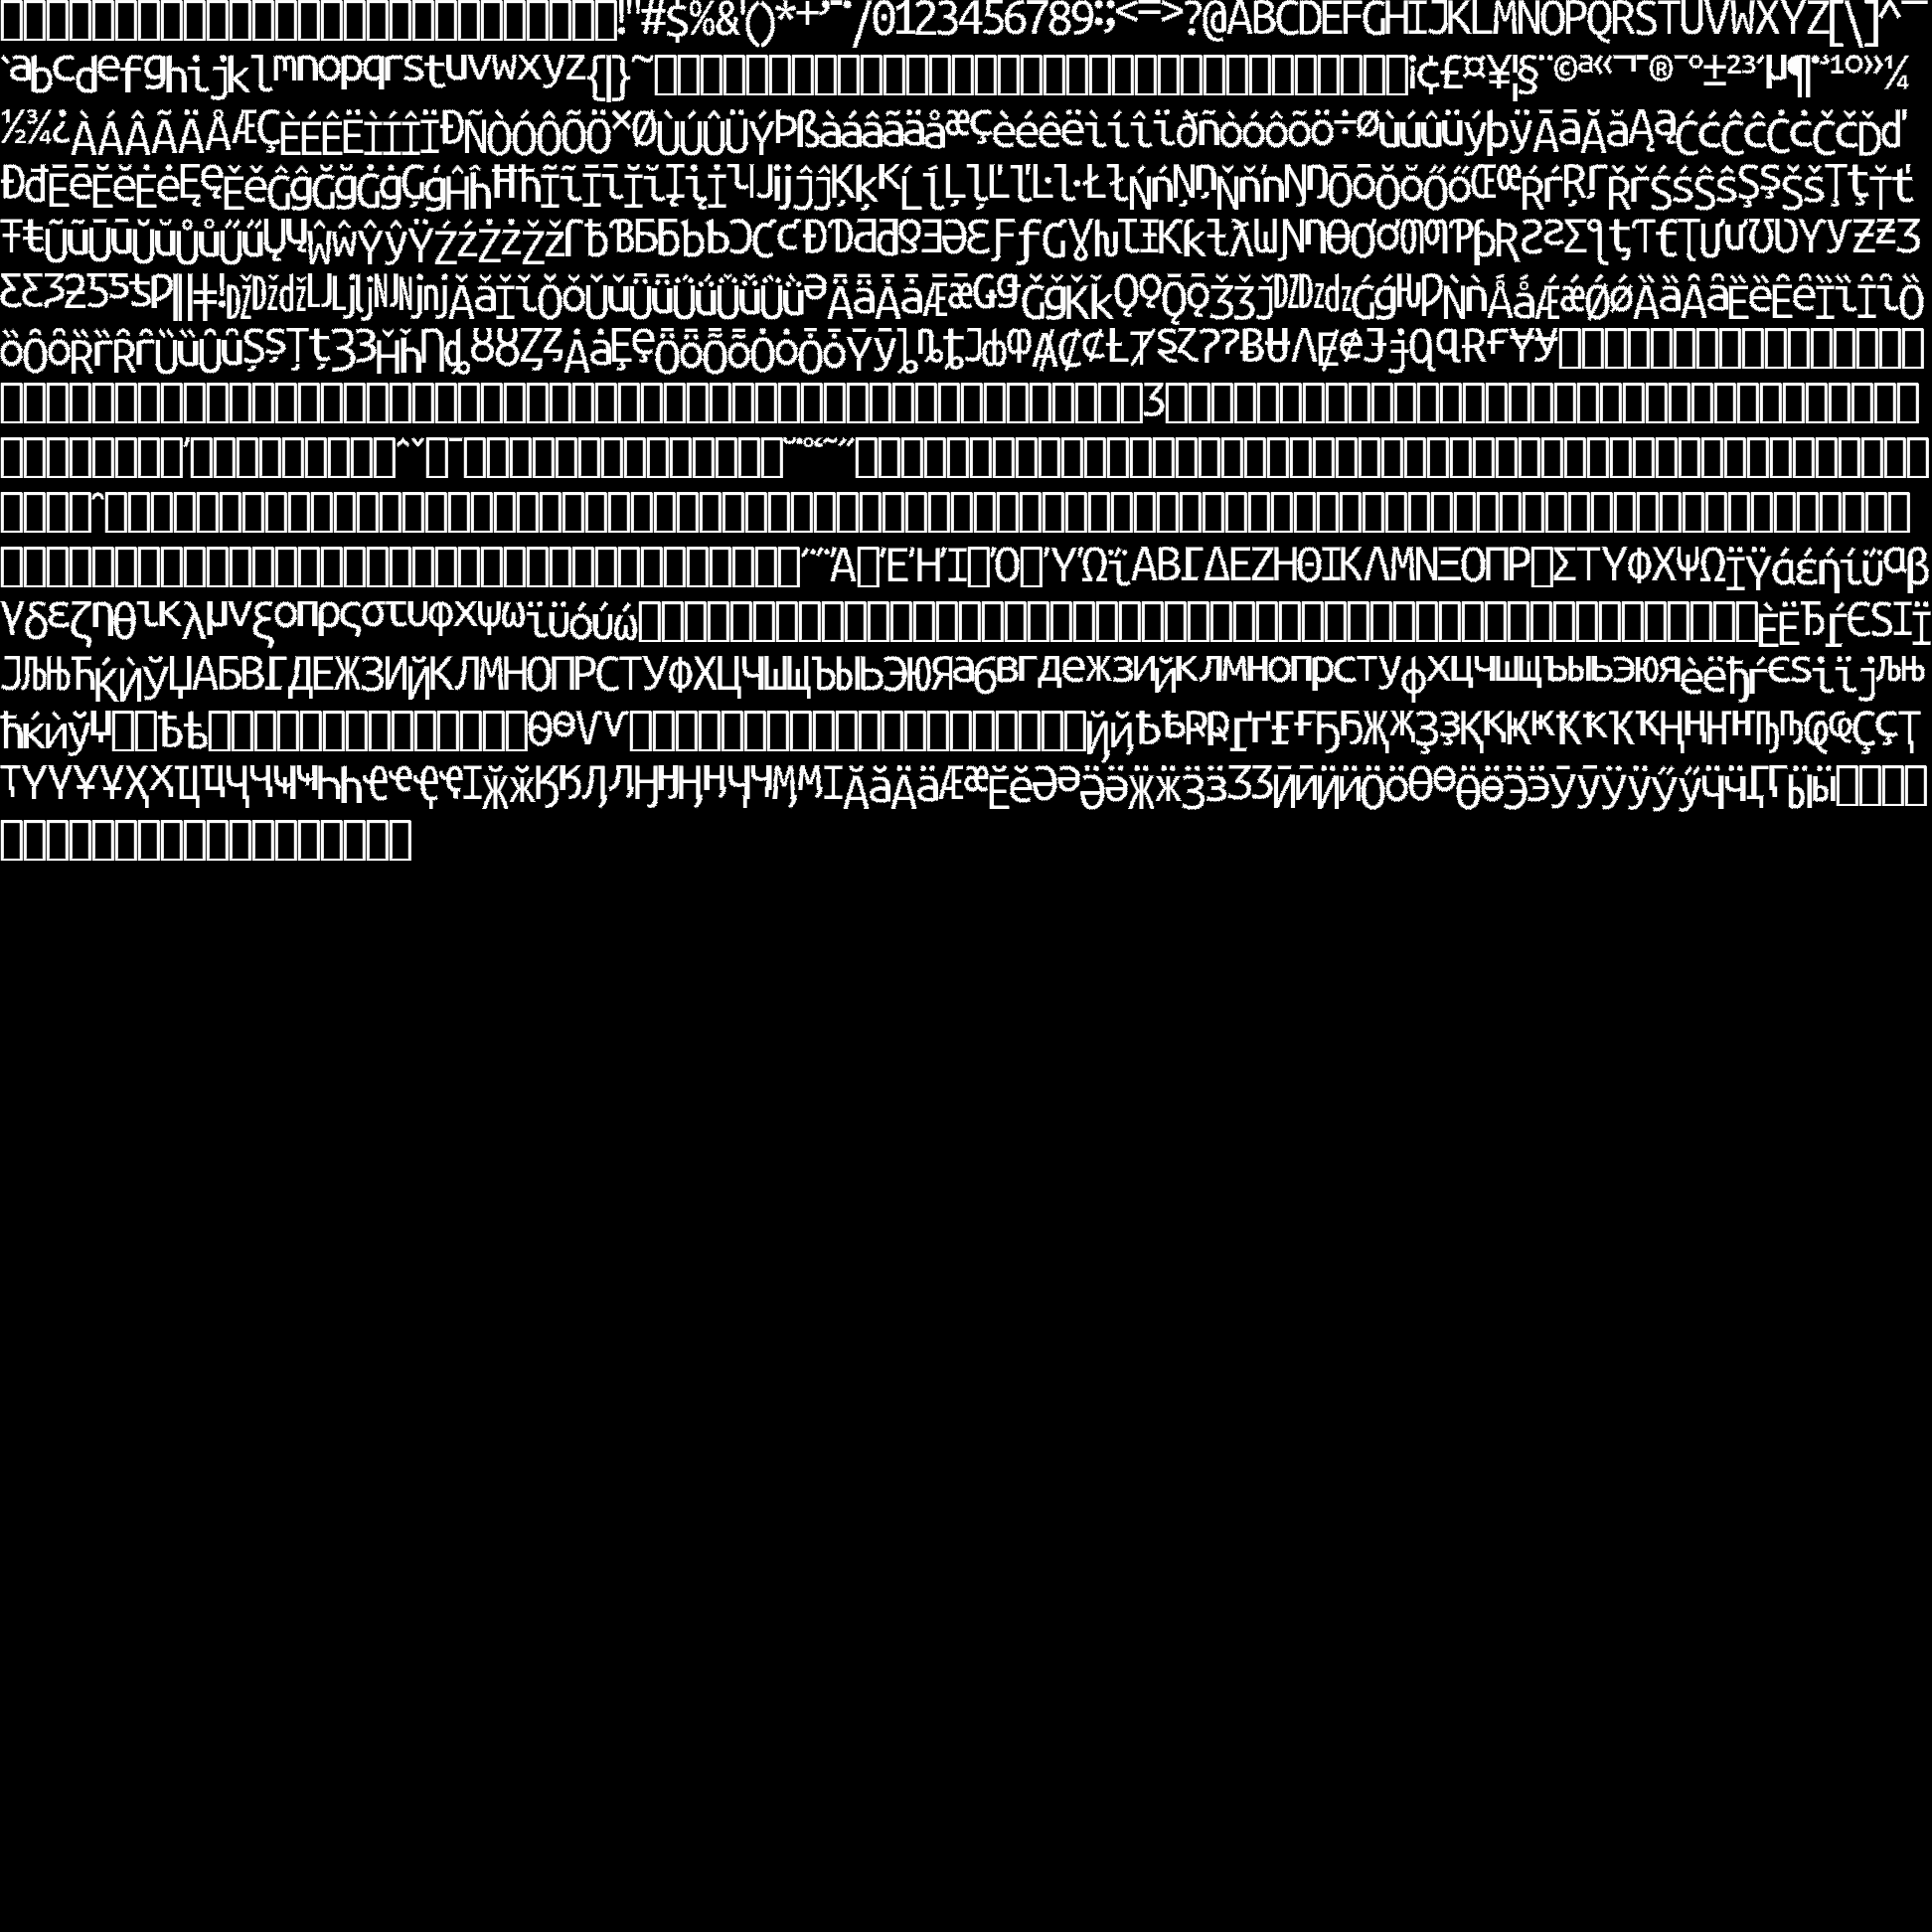 !"#$%&'()*+,-./0123456789:;<=>?@ABCDEFGHIJKLMNOPQRSTUVWXYZ[\]^_
`abcdefghijklmnopqrstuvwxyz{|}~¡¢£¤¥¦§¨©ª«¬-®¯°±²³´µ¶·¸¹º»¼
½¾¿ÀÁÂÃÄÅÆÇÈÉÊËÌÍÎÏÐÑÒÓÔÕÖ×ØÙÚÛÜÝÞßàáâãäåæçèéêëìíîïðñòóôõö÷øùúûüýþÿĀāĂăĄąĆćĈĉĊċČčĎď
ĐđĒēĔĕĖėĘęĚěĜĝĞğĠġĢģĤĥĦħĨĩĪīĬĭĮįİıĲĳĴĵĶķĸĹĺĻļĽľĿŀŁłŃńŅņŇňŉŊŋŌōŎŏŐőŒœŔŕŖŗŘřŚśŜŝŞşŠšŢţŤť
ŦŧŨũŪūŬŭŮůŰűŲųŴŵŶŷŸŹźŻżŽžſƀƁƂƃƄƅƆƇƈƉƊƋƌƍƎƏƐƑƒƓƔƕƖƗƘƙƚƛƜƝƞƟƠơƢƣƤƥƦƧƨƩƪƫƬƭƮƯưƱƲƳƴƵƶƷ
ƸƹƺƻƼƽƾƿǀǁǂǃǄǅǆǇǈǉǊǋǌǍǎǏǐǑǒǓǔǕǖǗǘǙǚǛǜǝǞǟǠǡǢǣǤǥǦǧǨǩǪǫǬǭǮǯǰǱǲǳǴǵǶǷǸǹǺǻǼǽǾǿȀȁȂȃȄȅȆȇȈȉȊȋȌ
ȍȎȏȐȑȒȓȔȕȖȗȘșȚțȜȝȞȟȠȡȢȣȤȥȦȧȨȩȪȫȬȭȮȯȰȱȲȳȴȵȶȷȸȹȺȻȼȽȾȿɀɁɂɃɄɅɆɇɈɉɊɋɌɍɎɏ
ʒ
ʼˆˇˉ˘˙˚˛˜˝
΄΅ΆΈΉΊΌΎΏΐΑΒΓΔΕΖΗΘΙΚΛΜΝΞΟΠΡΣΤΥΦΧΨΩΪΫάέήίΰαβ
γδεζηθικλμνξοπρςστυφχψωϊϋόύώЀЁЂЃЄЅІЇ
ЈЉЊЋЌЍЎЏАБВГДЕЖЗИЙКЛМНОПРСТУФХЦЧШЩЪЫЬЭЮЯабвгдежзийклмнопрстуфхцчшщъыьэюяѐёђѓєѕіїјљњ
ћќѝўџѢѣѲѳѴѵҊҋҌҍҎҏҐґҒғҔҕҖҗҘҙҚқҜҝҞҟҠҡҢңҤҥҦҧҨҩҪҫҬ
ҭҮүҰұҲҳҴҵҶҷҸҹҺһҼҽҾҿӀӁӂӃӄӅӆӇӈӉӊӋӌӍӎӏӐӑӒӓӔӕӖӗӘәӚӛӜӝӞӟӠӡӢӣӤӥӦӧӨөӪӫӬӭӮӯӰӱӲӳӴӵӶӷӸӹ